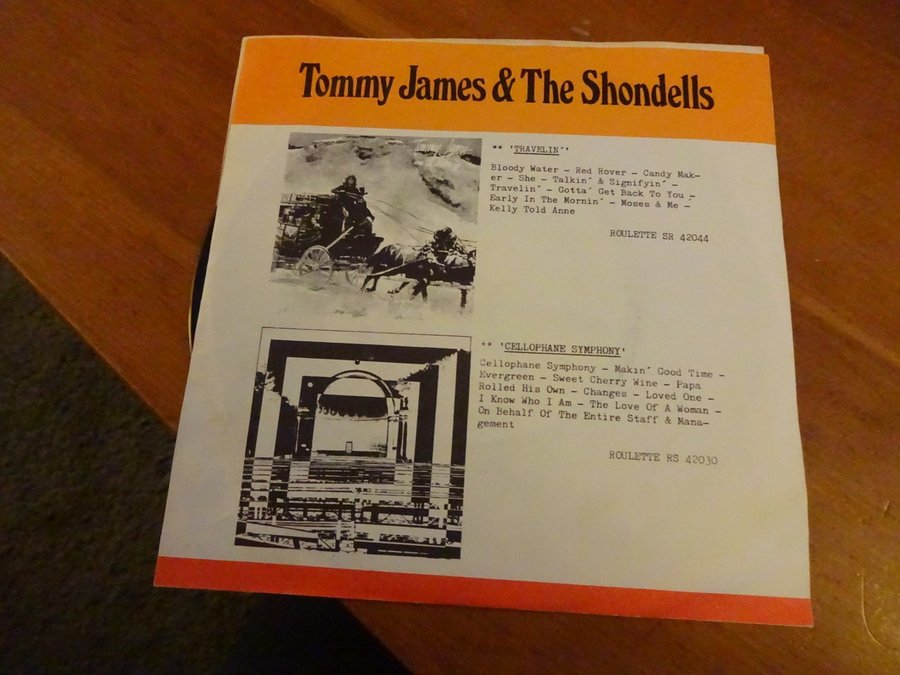 Tommy James & The Shondells
** 'TRAVELIN´'
Bloody Water - Red Rover - Candy Mak-
er - She - Talkin´ & Signifyin´ -
Travelin´ - Gotta´ Get Back To You -
Early In The Mornin´ - Moses & Me -
Kelly Told Anne
ROULETTE SR 42044
** 'CELLOPHANE SYMPHONY'
Cellophane Symphony - Makin´ Good Time -
Evergreen - Sweet Cherry Wine - Papa
Rolled His Own - Changes - Loved One -
I Know Who I Am - The Love Of A Woman -
On Behalf Of The Entire Staff & Mana-
gement
ROULETTE RS 42030